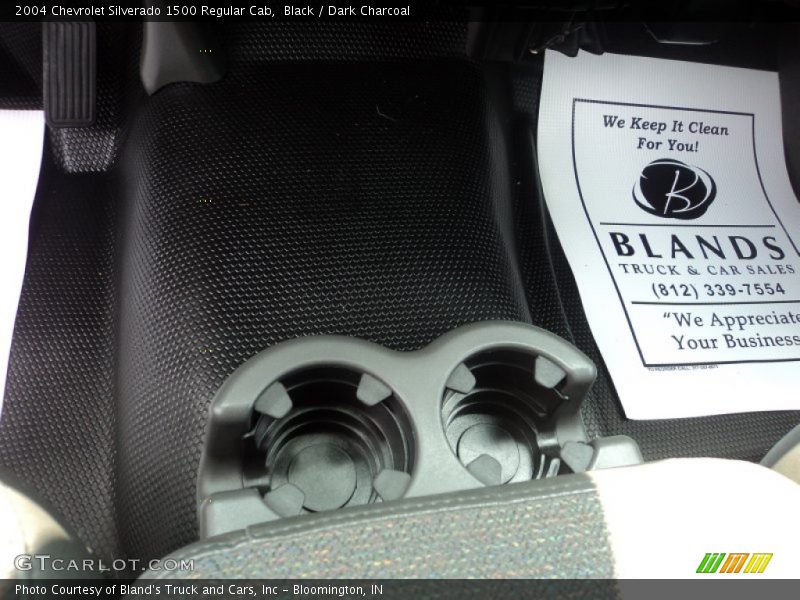 2004 Chevrolet Silverado 1500 Regular Cab, Black / Dark Charcoal
We Keep It Clean
For You!
B
BLANDS
TRUCK & CAR SALES
(812) 339-7554
"We Appreciate
Your Business
GTCARLOT.COM
Photo Courtesy of Bland's Truck and Cars, Inc - Bloomington, IN